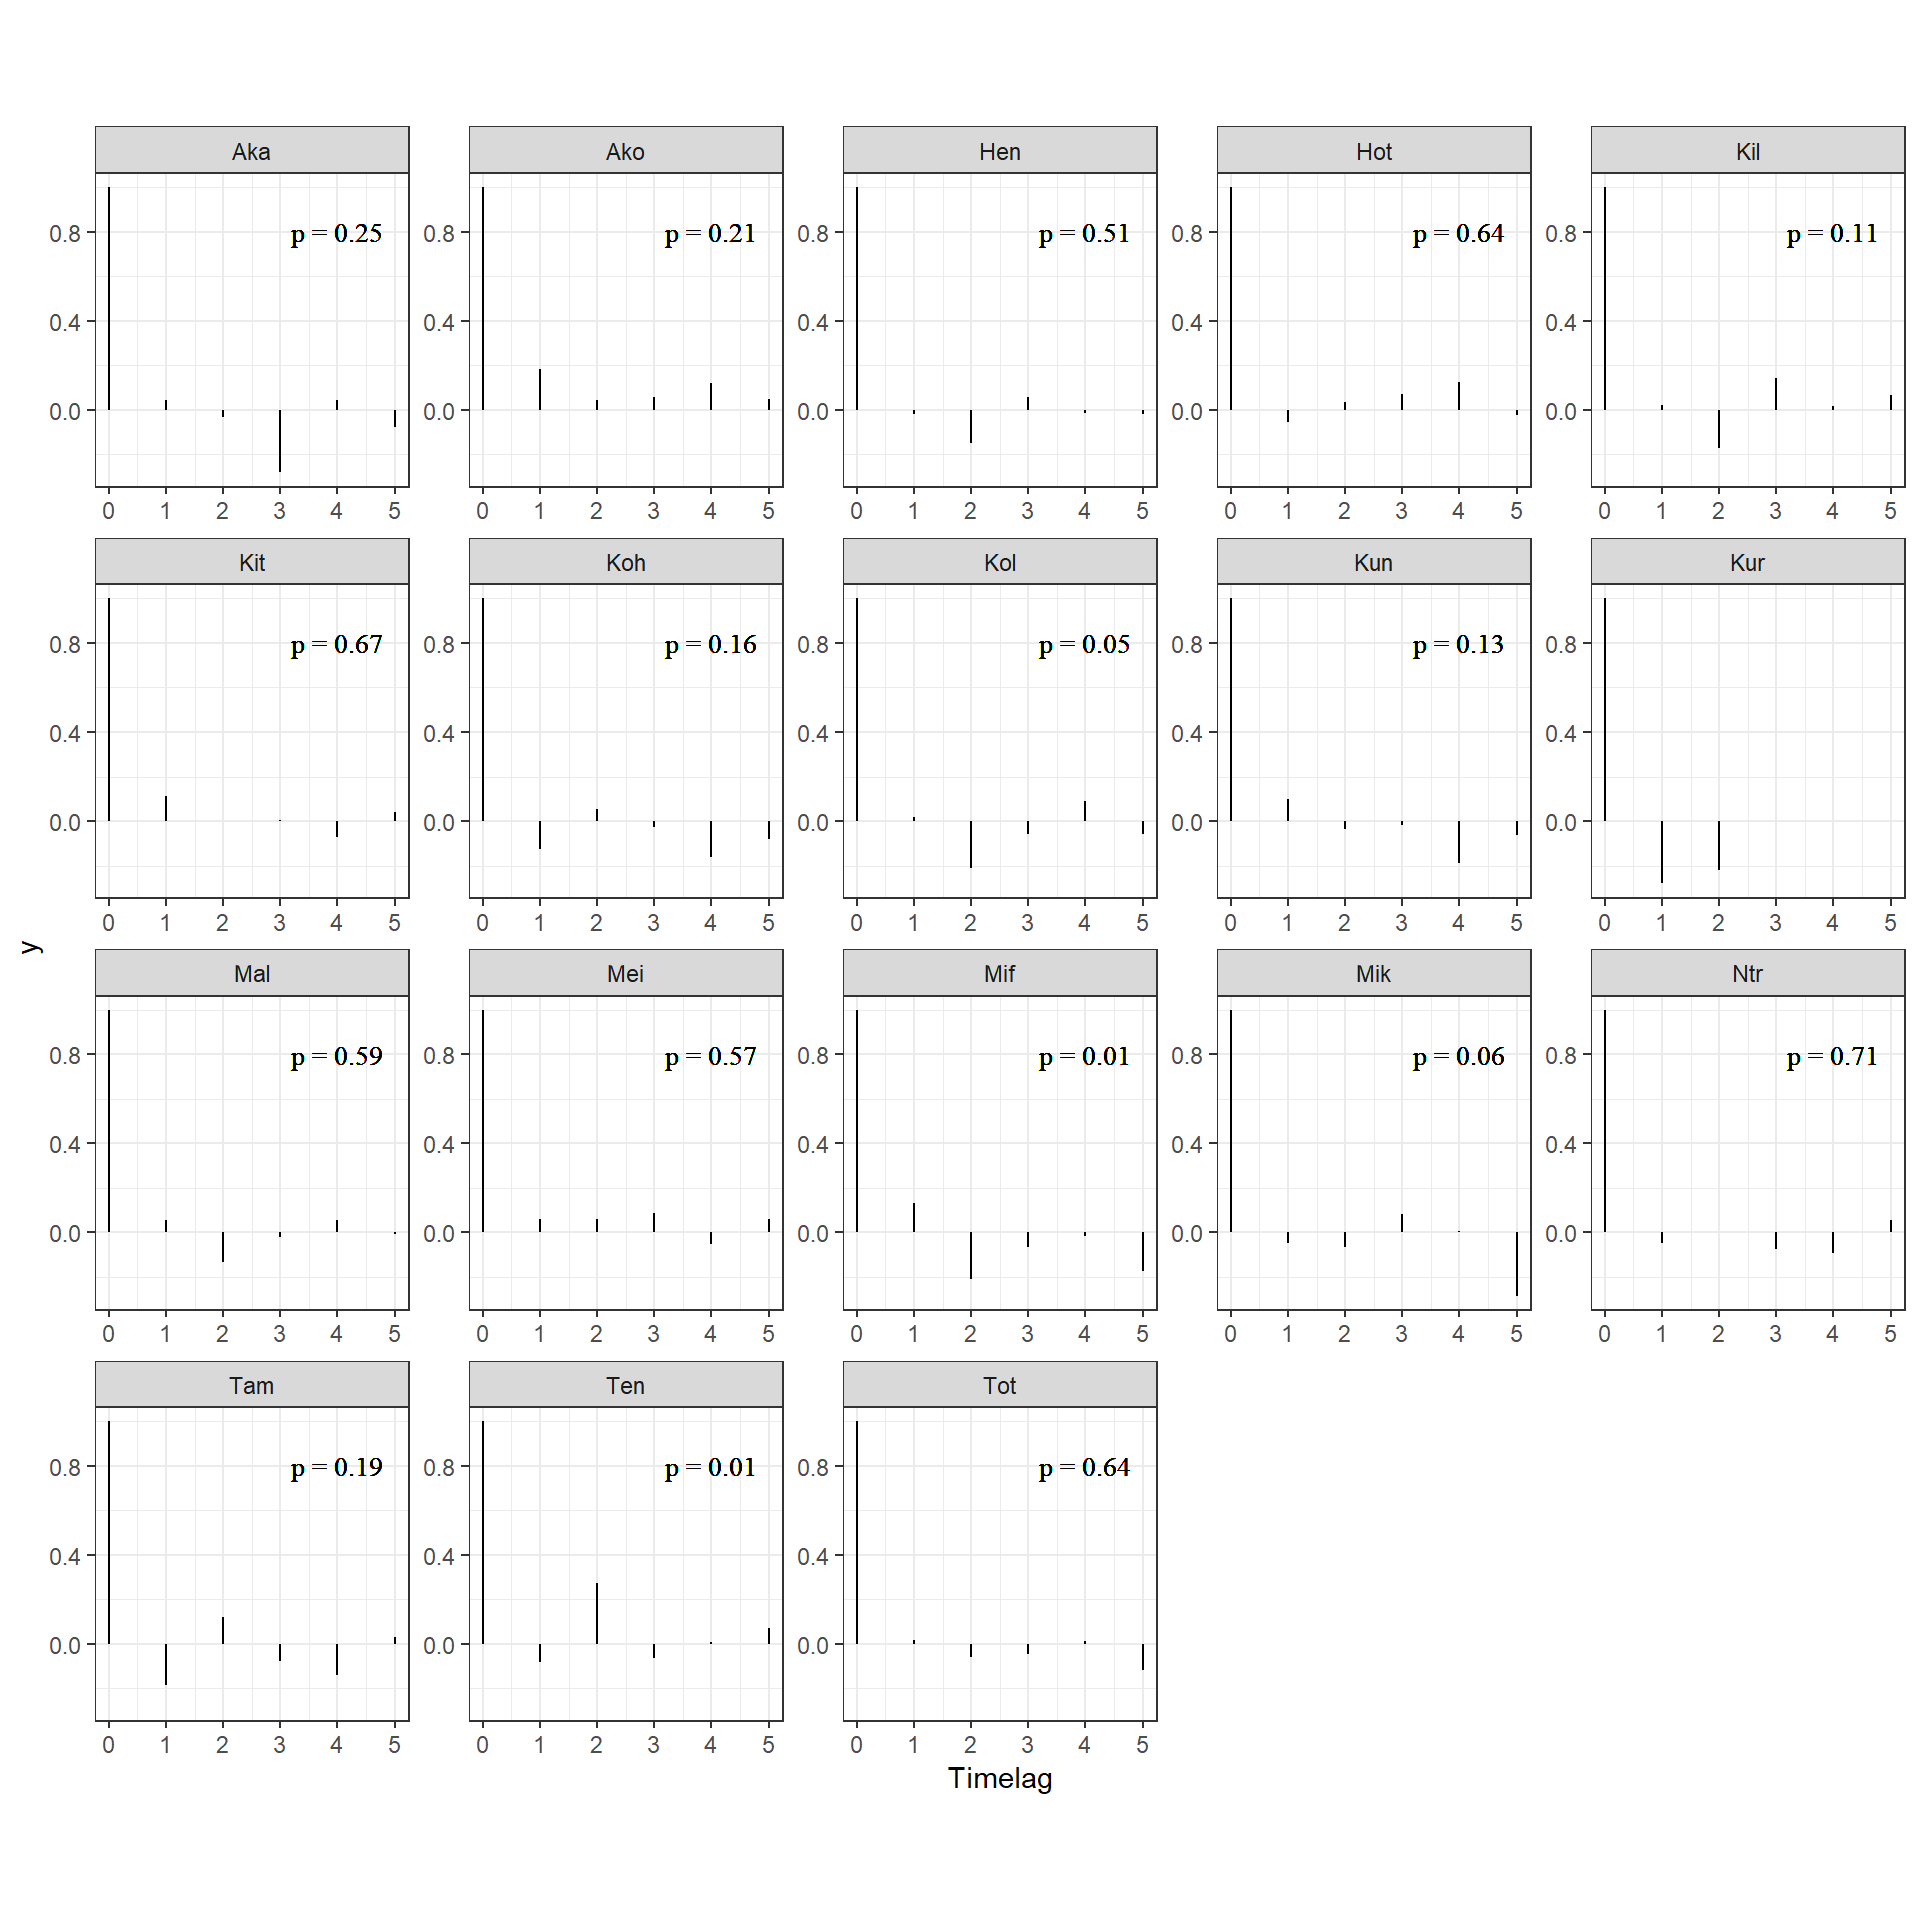 Aka Ako Hen Hot Kil
p = 0.25 p = 0.21 p = 0.51 p = 0.64 p = 0.11
0.8 0.8 0.8 0.8 0.8
0.4 0.4 0.4 0.4 0.4
0.0 0.0 0.0 0.0 0.0
0 1 2 3 4 5 0 1 2 3 4 5 0 1 2 3 4 5 0 1 2 3 4 5 0 1 2 3 4 5
Kit Koh Kol Kun Kur
p = 0.67 p = 0.16 p = 0.05 p = 0.13
0.8 0.8 0.8 0.8 0.8
0.4 0.4 0.4 0.4 0.4
0.0 0.0 0.0 0.0 0.0
0 1 2 3 4 5 0 1 2 3 4 5 0 1 2 3 4 5 0 1 2 3 4 5 0 1 2 3 4 5
y
Mal Mei Mif Mik Ntr
p = 0.59 p = 0.57 p = 0.01 p = 0.06 p = 0.71
0.8 0.8 0.8 0.8 0.8
0.4 0.4 0.4 0.4 0.4
0.0 0.0 0.0 0.0 0.0
0 1 2 3 4 5 0 1 2 3 4 5 0 1 2 3 4 5 0 1 2 3 4 5 0 1 2 3 4 5
Tam Ten Tot
p = 0.19 p = 0.01 p = 0.64
0.8 0.8 0.8
0.4 0.4 0.4
0.0 0.0 0.0
0 1 2 3 4 5 0 1 2 3 4 5 0 1 2 3 4 5
Timelag